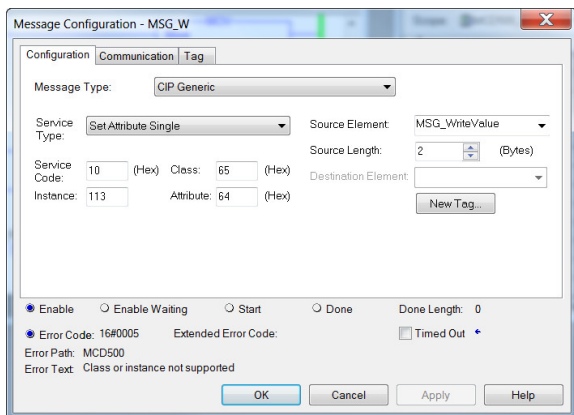 Message Configuration - MSG_W
Configuration Communication Tag
Message Type: CIP Generic
Service Type: Set Attribute Single
Source Element: MSG_WriteValue
Source Length: 2 (Bytes)
Service Code: 10 (Hex) Class: 65 (Hex)
Destination Element:
Instance: 113 Attribute: 64 (Hex)
New Tag...
Enable Enable Waiting Start Done Done Length: 0
Error Code: 16#0005 Extended Error Code: Timed Out
Error Path: MCD500
Error Text: Class or instance not supported
OK Cancel Apply Help